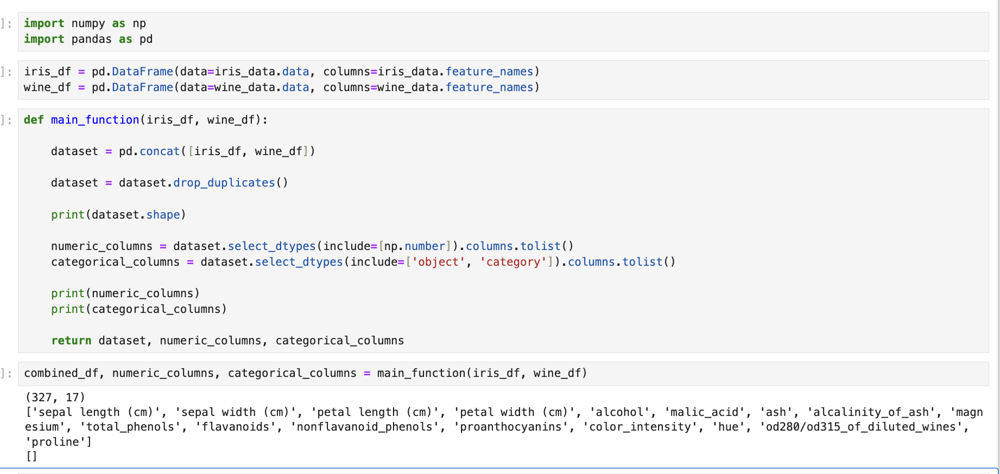 ]: import numpy as np
import pandas as pd
]: iris_df = pd.DataFrame(data=iris_data.data, columns=iris_data.feature_names)
wine_df = pd.DataFrame(data=wine_data.data, columns=wine_data.feature_names)
]: def main_function(iris_df, wine_df):
    dataset = pd.concat([iris_df, wine_df])
    dataset = dataset.drop_duplicates()
    print(dataset.shape)
    numeric_columns = dataset.select_dtypes(include=[np.number]).columns.tolist()
    categorical_columns = dataset.select_dtypes(include=['object', 'category']).columns.tolist()
    print(numeric_columns)
    print(categorical_columns)
    return dataset, numeric_columns, categorical_columns
]: combined_df, numeric_columns, categorical_columns = main_function(iris_df, wine_df)
(327, 17)
['sepal length (cm)', 'sepal width (cm)', 'petal length (cm)', 'petal width (cm)', 'alcohol', 'malic_acid', 'ash', 'alcalinity_of_ash', 'magn
esium', 'total_phenols', 'flavanoids', 'nonflavanoid_phenols', 'proanthocyanins', 'color_intensity', 'hue', 'od280/od315_of_diluted_wines',
'proline']
[]